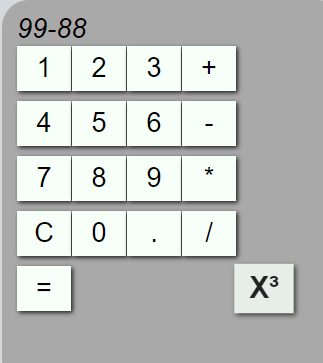 99-88
1 2 3 +
4 5 6 -
7 8 9 *
C 0 . /
= X³